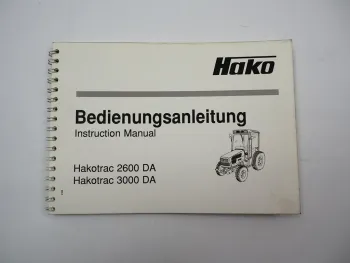 Hako
Bedienungsanleitung
Instruction Manual
Hakotrac 2600 DA
Hakotrac 3000 DA